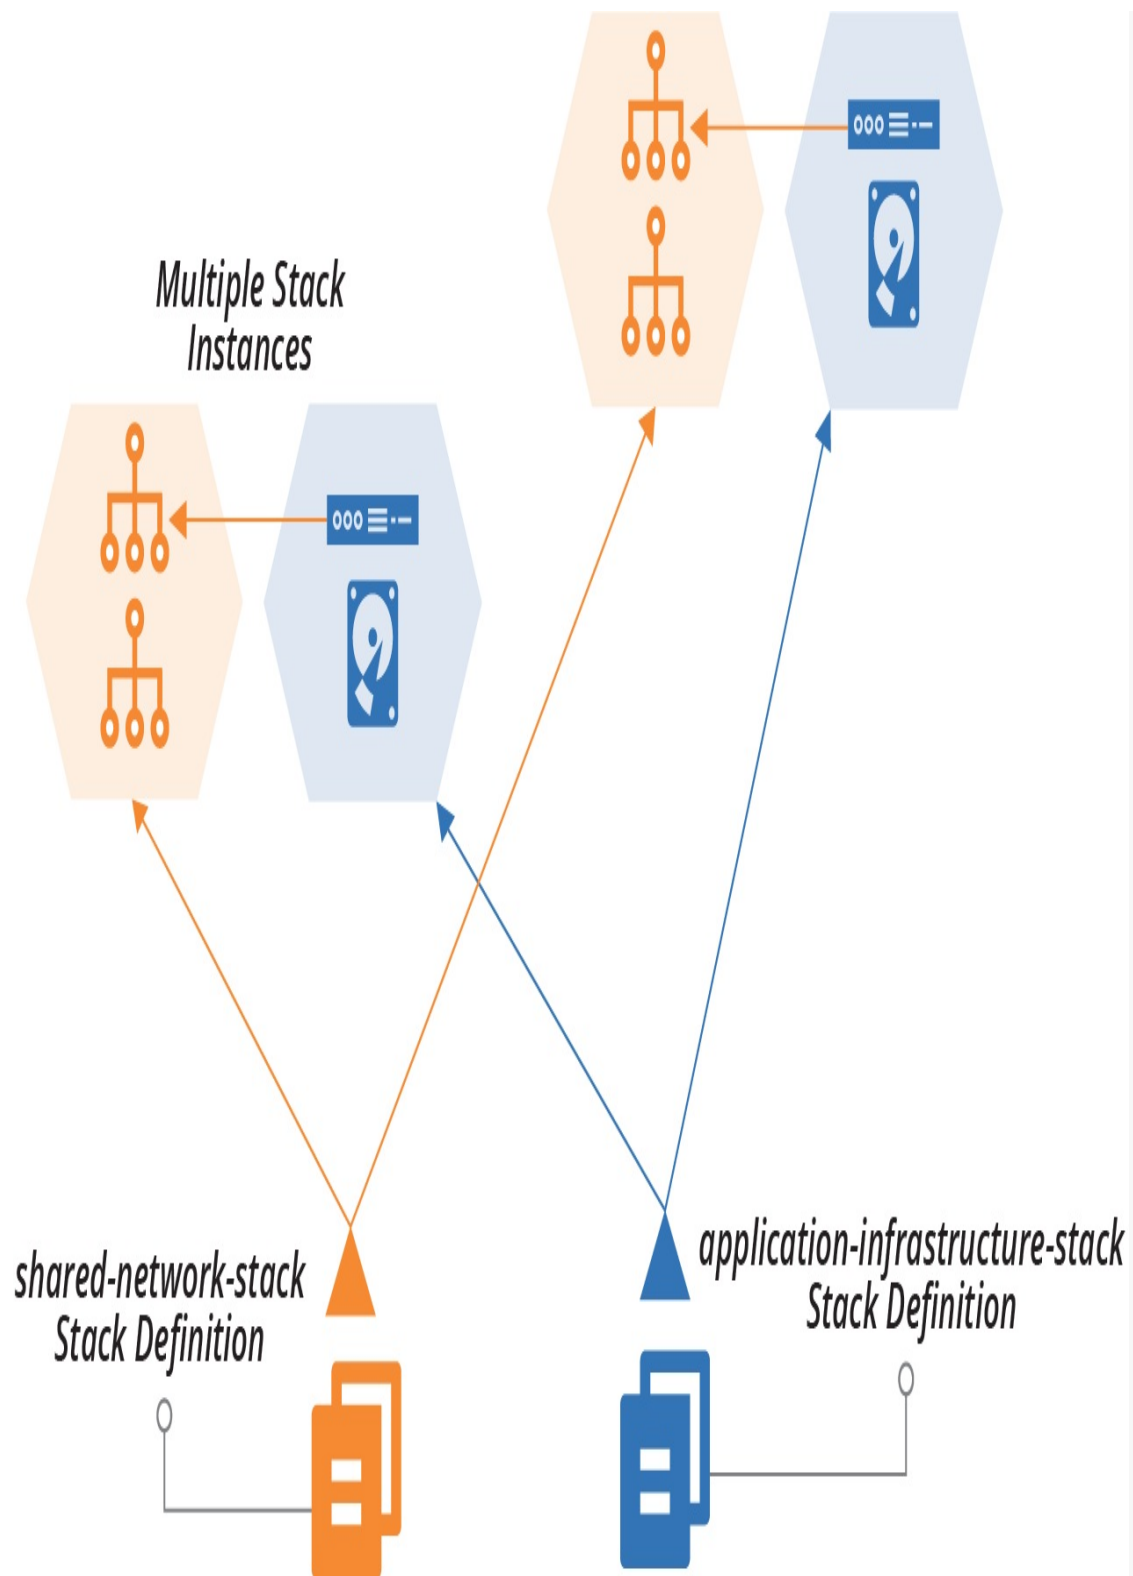 Multiple Stack
Instances
shared-network-stack
Stack Definition
application-infrastructure-stack
Stack Definition